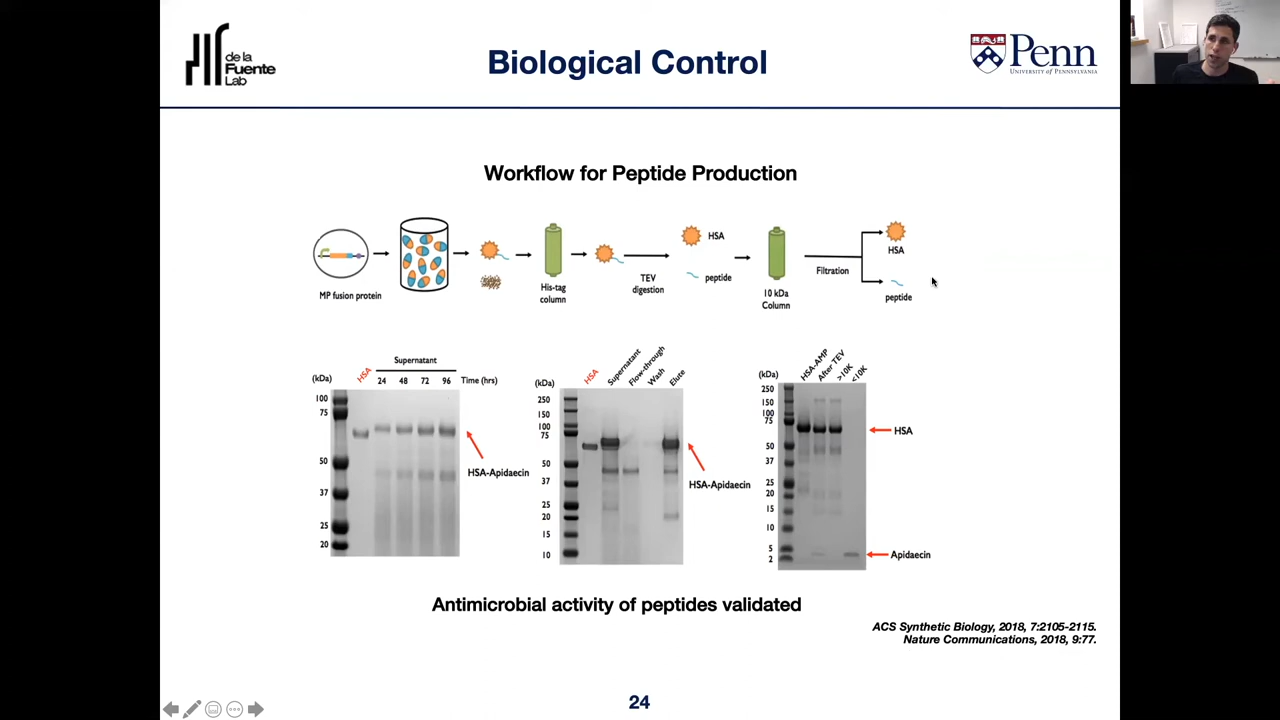 de la
Fuente
Lab
Biological Control
Penn
UNIVERSITY of PENNSYLVANIA
Workflow for Peptide Production
MP fusion protein
His-tag
column
TEV
digestion
HSA
peptide
10 kDa
Column
Filtration
HSA
peptide
Supernatant
(kDa)
HSA
24 48 72 96 Time (hrs)
100
75
50
37
25
20
HSA-Apidaecin
(kDa)
HSA
Supernatant
Flow-through
Wash
Elute
250
150
100
75
50
37
25
20
15
10
HSA-Apidaecin
(kDa)
HSA-AMP
After TEV
>10K
<10K
250
150
100
75
50
37
25
20
15
10
5
2
HSA
Apidaecin
Antimicrobial activity of peptides validated
ACS Synthetic Biology, 2018, 7:2105-2115.
Nature Communications, 2018, 9:77.
24